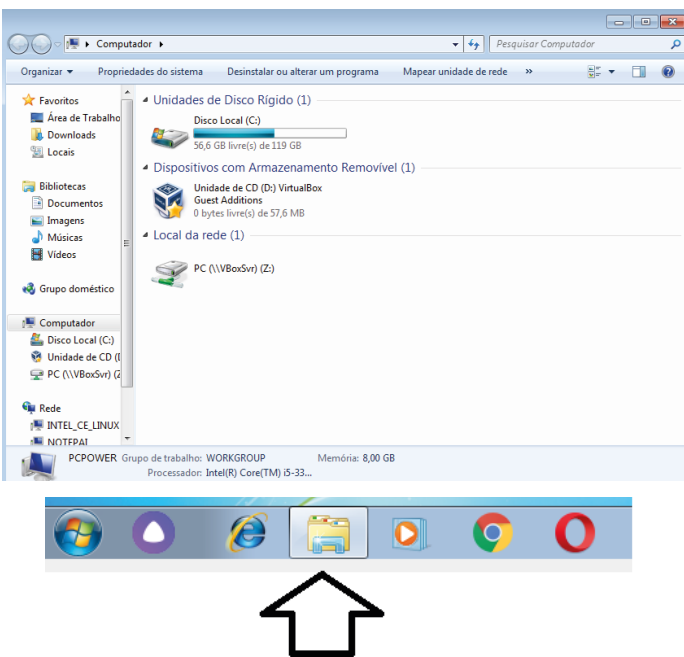 Computador
Pesquisar Computador
Organizar
Propriedades do sistema
Desinstalar ou alterar um programa
Mapear unidade de rede
»
Favoritos
Área de Trabalho
Downloads
Locais
Bibliotecas
Documentos
Imagens
Músicas
Vídeos
Grupo doméstico
Computador
Disco Local (C:)
Unidade de CD (
PC (\\VBoxSvr) (Z
Rede
INTEL_CE_LINUX
NOTEPAI
Unidades de Disco Rígido (1)
Disco Local (C:)
56,6 GB livre(s) de 119 GB
Dispositivos com Armazenamento Removível (1)
Unidade de CD (D:) VirtualBox
Guest Additions
0 bytes livre(s) de 57,6 MB
Local da rede (1)
PC (\\VBoxSvr) (Z:)
PCPOWER Grupo de trabalho: WORKGROUP Memória: 8,00 GB
Processador: Intel(R) Core(TM) i5-33...